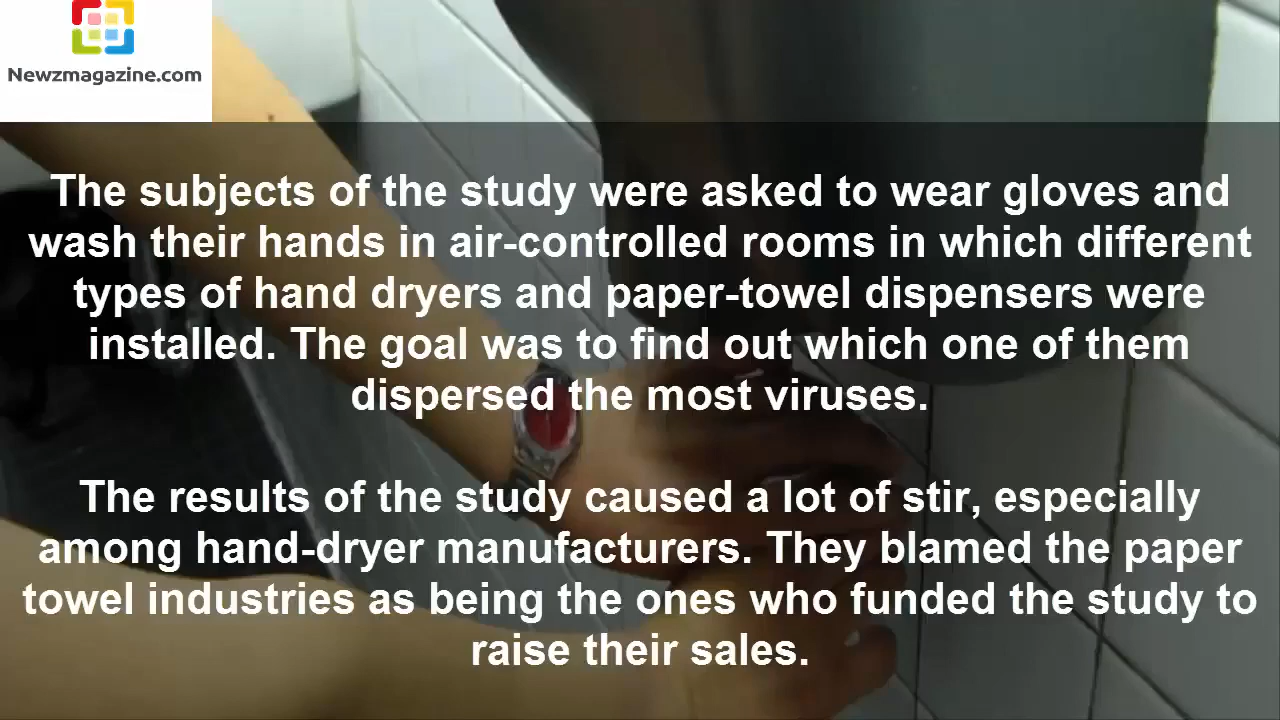 Newzmagazine.com
The subjects of the study were asked to wear gloves and
wash their hands in air-controlled rooms in which different
types of hand dryers and paper-towel dispensers were
installed. The goal was to find out which one of them
dispersed the most viruses.
The results of the study caused a lot of stir, especially
among hand-dryer manufacturers. They blamed the paper
towel industries as being the ones who funded the study to
raise their sales.